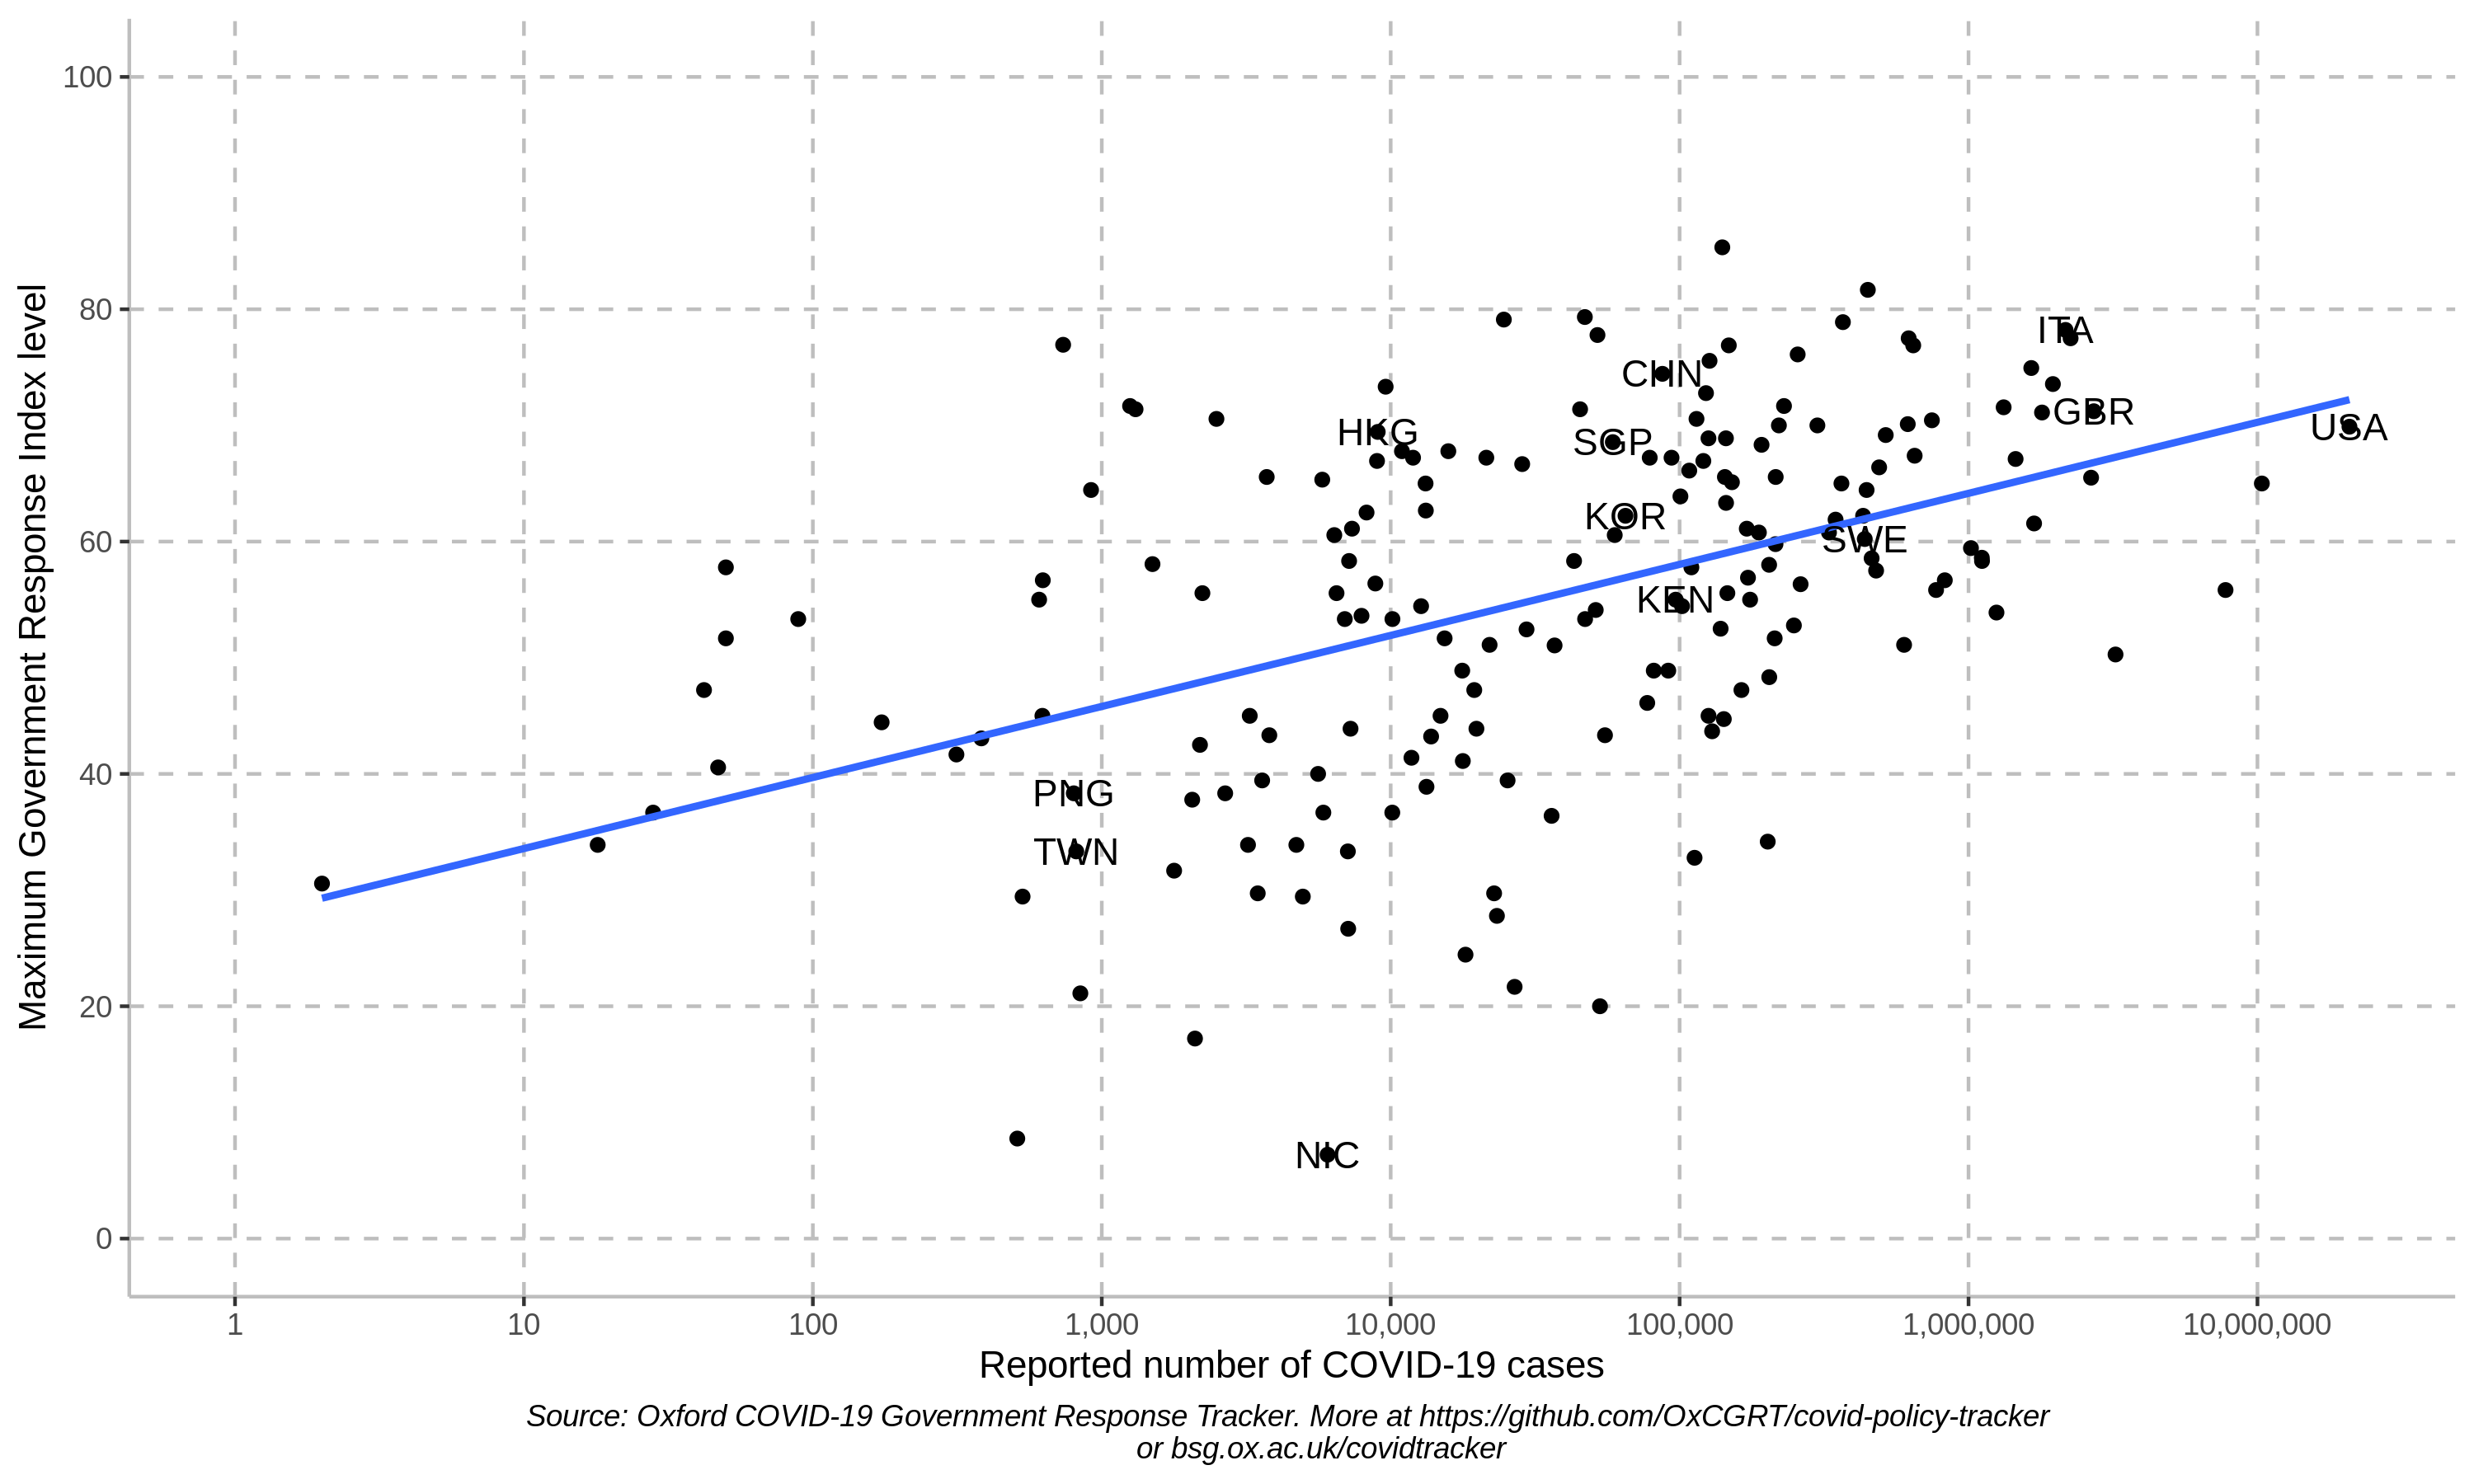 Maximum Government Response Index level
100
80
60
40
20
0
ITA
CHN
GBR
USA
HKG
SGP
KOR
SWE
KEN
PNG
TWN
NIC
1 10 100 1,000 10,000 100,000 1,000,000 10,000,000
Reported number of COVID-19 cases
Source: Oxford COVID-19 Government Response Tracker. More at https://github.com/OxCGRT/covid-policy-tracker
or bsg.ox.ac.uk/covidtracker